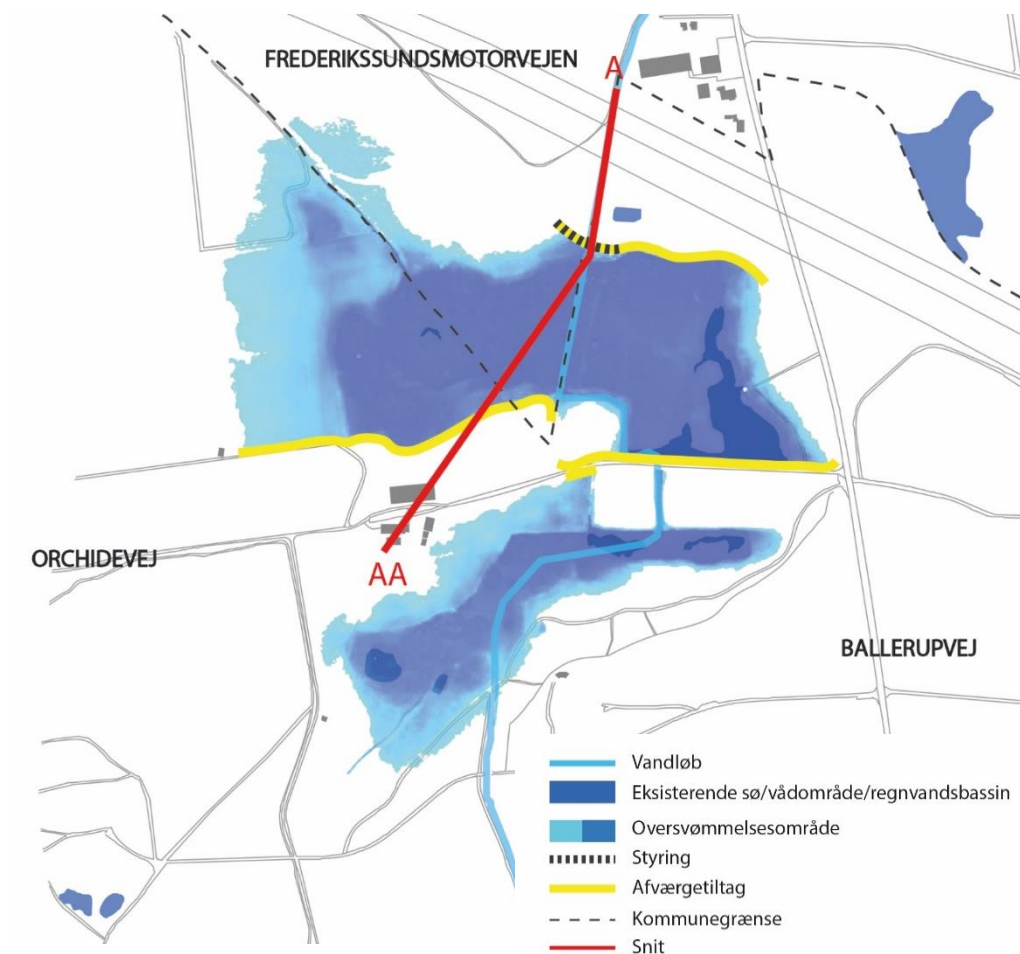 FREDERIKSSUNDSMOTORVEJEN
A
ORCHIDEVEJ
AA
BALLERUPVEJ
Vandløb
Eksisterende sø/vådområde/regnvandsbassin
Oversvømmelsesområde
Styring
Afværgetiltag
Kommunegrænse
Snit